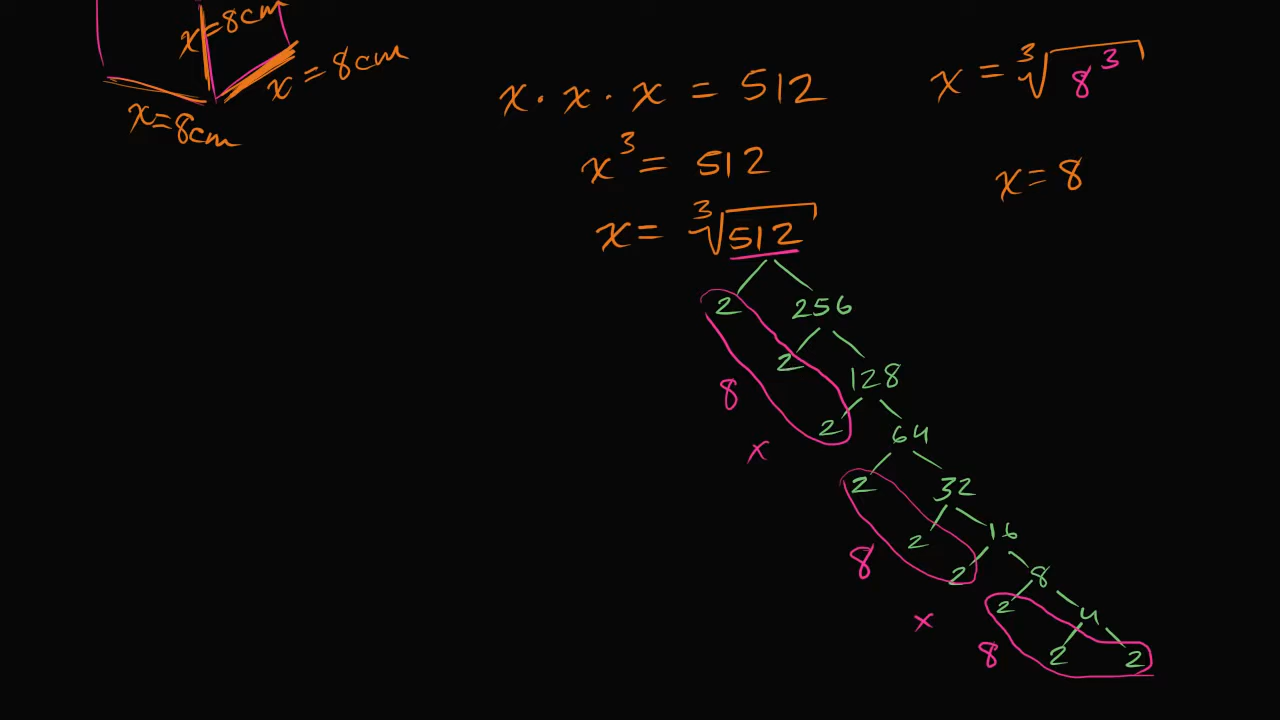 x=8cm
x=8cm
x=8cm
x · x · x = 512
x³ = 512
x = ∛512
2 256
2 128
8
2 64
x
2 32
2 16
8
2 8
2 4
x
8 2 2
x = ∛8³
x=8